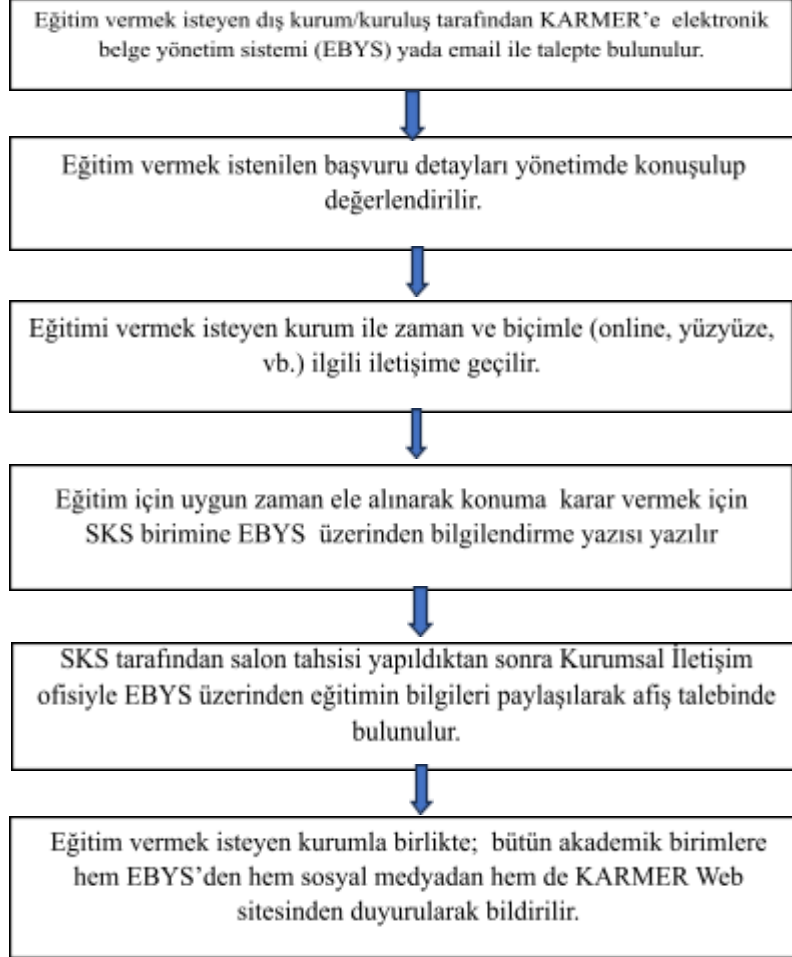 Eğitim vermek isteyen dış kurum/kuruluş tarafından KARMER’e elektronik
belge yönetim sistemi (EBYS) yada email ile talepte bulunulur.
Eğitim vermek istenilen başvuru detayları yönetimde konuşulup
değerlendirilir.
Eğitimi vermek isteyen kurum ile zaman ve biçimle (online, yüzyüze,
vb.) ilgili iletişime geçilir.
Eğitim için uygun zaman ele alınarak konuma karar vermek için
SKS birimine EBYS üzerinden bilgilendirme yazısı yazılır
SKS tarafından salon tahsisi yapıldıktan sonra Kurumsal İletişim
ofisiyle EBYS üzerinden eğitimin bilgileri paylaşılarak afiş talebinde
bulunulur.
Eğitim vermek isteyen kurumla birlikte; bütün akademik birimlere
hem EBYS’den hem sosyal medyadan hem de KARMER Web
sitesinden duyurularak bildirilir.